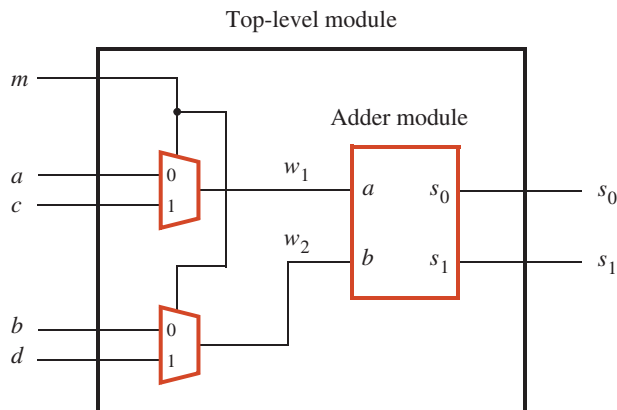 Top-level module
m
Adder module
a 0 w1 a s0 s0
c 1
w2 b s1 s1
b 0
d 1